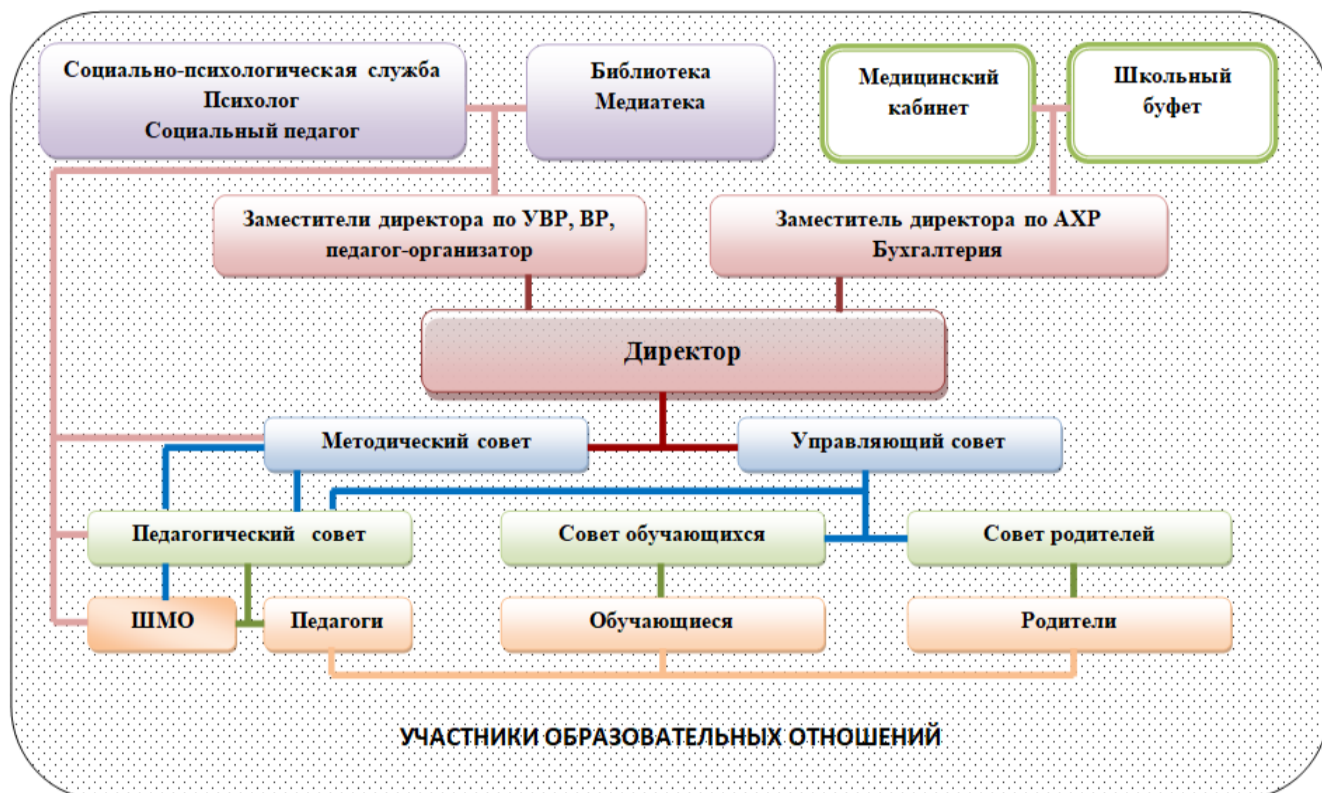 Социально-психологическая служба
Психолог
Социальный педагог
Библиотека
Медиатека
Медицинский
кабинет
Школьный
буфет
Заместители директора по УВР, ВР,
педагог-организатор
Заместитель директора по АХР
Бухгалтерия
Директор
Методический совет
Управляющий совет
Педагогический совет
Совет обучающихся
Совет родителей
ШМО
Педагоги
Обучающиеся
Родители
УЧАСТНИКИ ОБРАЗОВАТЕЛЬНЫХ ОТНОШЕНИЙ